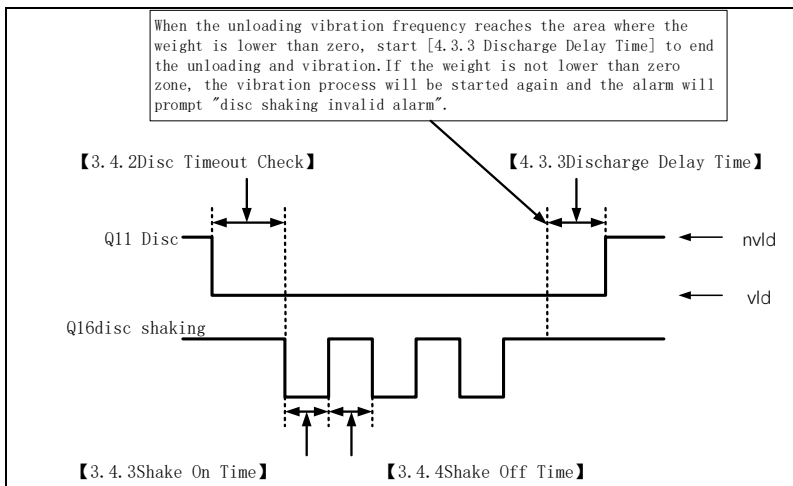 When the unloading vibration frequency reaches the area where the
weight is lower than zero, start [4.3.3 Discharge Delay Time] to end
the unloading and vibration.If the weight is not lower than zero
zone, the vibration process will be started again and the alarm will
prompt "disc shaking invalid alarm".
【3.4.2Disc Timeout Check】
【4.3.3Discharge Delay Time】
Q11 Disc
nvld
vld
Q16disc shaking
【3.4.3Shake On Time】
【3.4.4Shake Off Time】